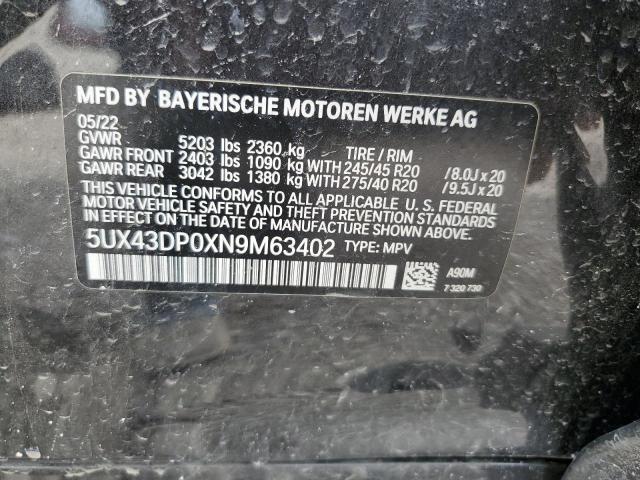 MFD BY BAYERISCHE MOTOREN WERKE AG
05/22
GVWR 5203 lbs 2360 kg TIRE / RIM
GAWR FRONT 2403 lbs 1090 kg WITH 245/45 R20 /8.0J x 20
GAWR REAR 3042 lbs 1380 kg WITH 275/40 R20 /9.5J x 20
THIS VEHICLE CONFORMS TO ALL APPLICABLE U. S. FEDERAL
MOTOR VEHICLE SAFETY AND THEFT PREVENTION STANDARDS
IN EFFECT ON THE DATE OF MANUFACTURE SHOWN ABOVE.
5UX43DP0XN9M63402 TYPE: MPV
A90M
7 320 730